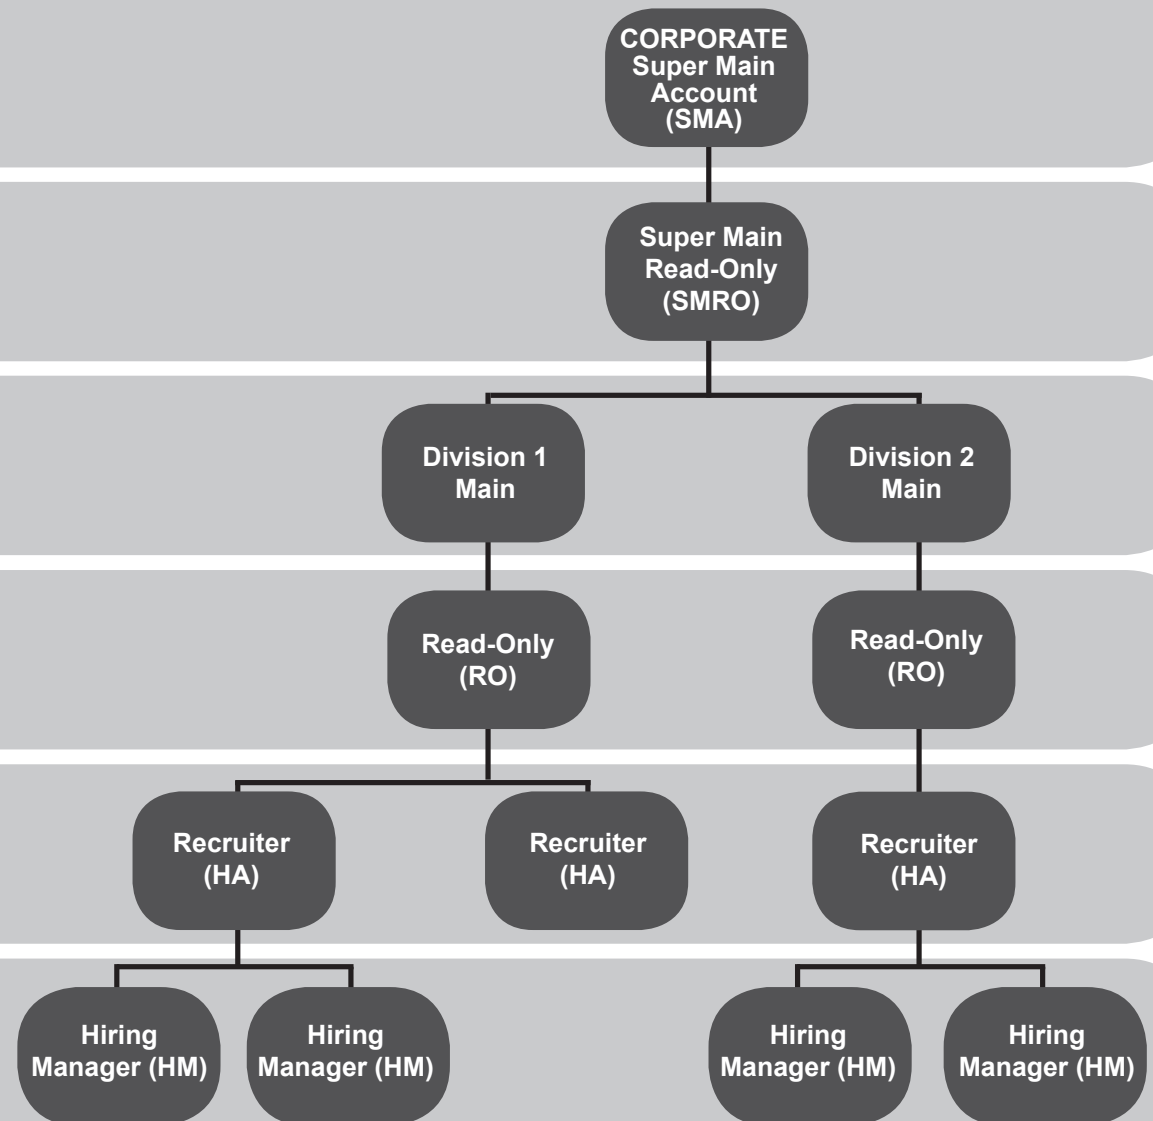 CORPORATE
Super Main
Account
(SMA)
Super Main
Read-Only
(SMRO)
Division 1
Main
Division 2
Main
Read-Only
(RO)
Read-Only
(RO)
Recruiter
(HA)
Recruiter
(HA)
Recruiter
(HA)
Hiring
Manager (HM)
Hiring
Manager (HM)
Hiring
Manager (HM)
Hiring
Manager (HM)